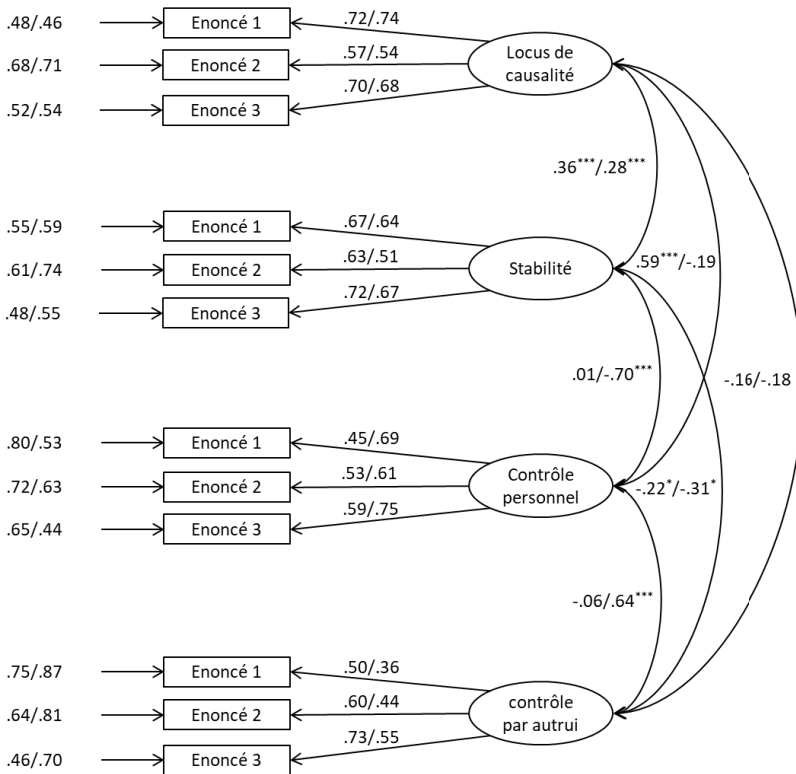 .48/.46 Enoncé 1 .72/.74
Locus de
causalité
.68/.71 Enoncé 2 .57/.54
.52/.54 Enoncé 3 .70/.68
.36***/.28***
.55/.59 Enoncé 1 .67/.64
.61/.74 Enoncé 2 .63/.51
Stabilité
.59***/-.19
.48/.55 Enoncé 3 .72/.67
.01/-.70***
-.16/-.18
.80/.53 Enoncé 1 .45/.69
Contrôle
personnel
.72/.63 Enoncé 2 .53/.61
-.22*/-.31*
.65/.44 Enoncé 3 .59/.75
-.06/.64***
.75/.87 Enoncé 1 .50/.36
contrôle
par autrui
.64/.81 Enoncé 2 .60/.44
.46/.70 Enoncé 3 .73/.55